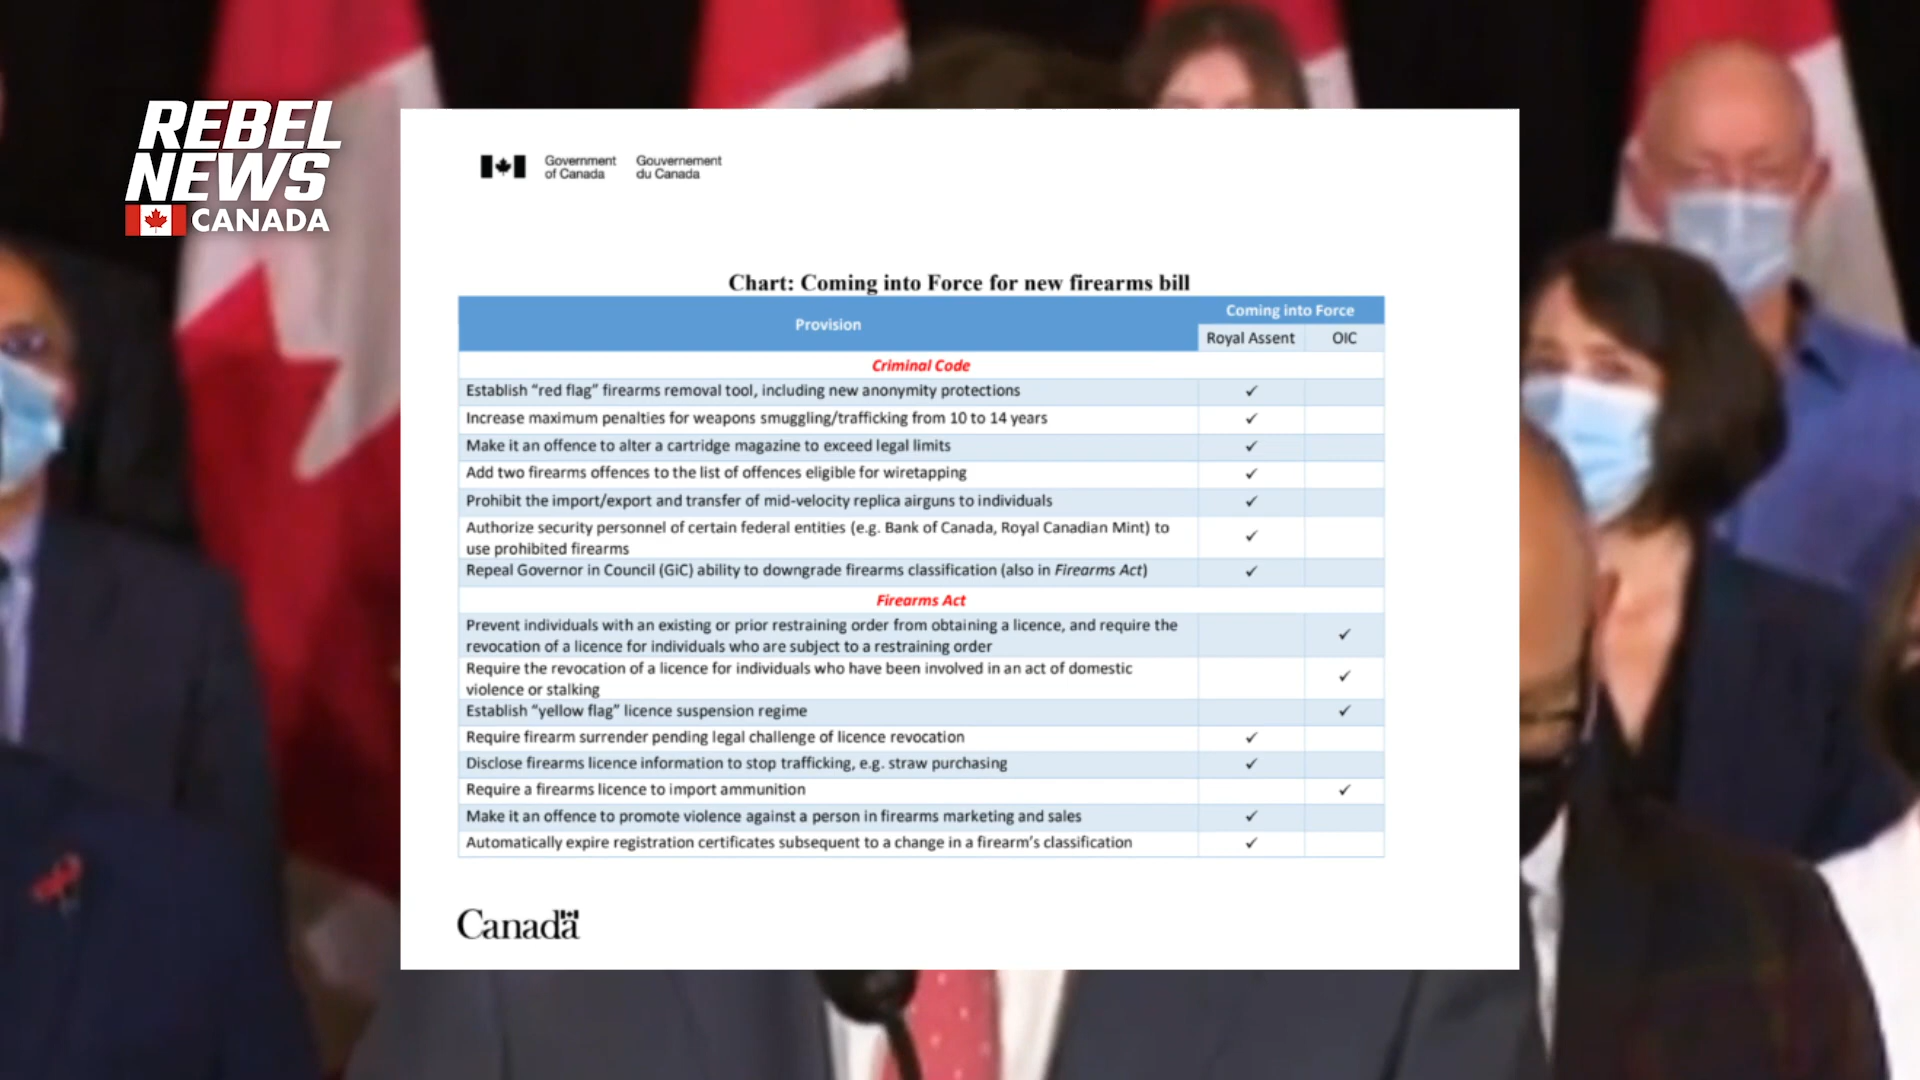 REBEL
NEWS
CANADA
Government
of Canada
Gouvernement
du Canada
Chart: Coming into Force for new firearms bill
Provision
Coming into Force
Royal Assent
OIC
Criminal Code
Establish “red flag” firearms removal tool, including new anonymity protections ✓
Increase maximum penalties for weapons smuggling/trafficking from 10 to 14 years ✓
Make it an offence to alter a cartridge magazine to exceed legal limits ✓
Add two firearms offences to the list of offences eligible for wiretapping ✓
Prohibit the import/export and transfer of mid-velocity replica airguns to individuals ✓
Authorize security personnel of certain federal entities (e.g. Bank of Canada, Royal Canadian Mint) to
use prohibited firearms ✓
Repeal Governor in Council (GiC) ability to downgrade firearms classification (also in Firearms Act) ✓
Firearms Act
Prevent individuals with an existing or prior restraining order from obtaining a licence, and require the
revocation of a licence for individuals who are subject to a restraining order ✓
Require the revocation of a licence for individuals who have been involved in an act of domestic
violence or stalking ✓
Establish “yellow flag” licence suspension regime ✓
Require firearm surrender pending legal challenge of licence revocation ✓
Disclose firearms licence information to stop trafficking, e.g. straw purchasing ✓
Require a firearms licence to import ammunition ✓
Make it an offence to promote violence against a person in firearms marketing and sales ✓
Automatically expire registration certificates subsequent to a change in a firearm’s classification ✓
Canada